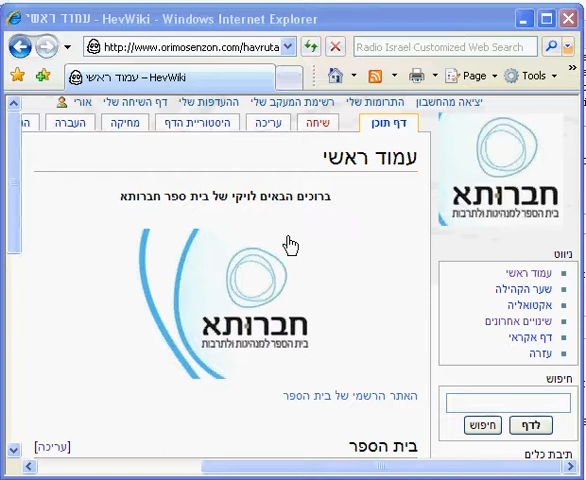 עמוד ראשי - HevWiki - Windows Internet Explorer
http://www.orimosenzon.com/havruta
Radio Israel Customized Web Search
עמוד ראשי – HevWiki
Page
Tools
יציאה מהחשבון
התרומות שלי
רשימת המעקב שלי
ההעדפות שלי
דף השיחה שלי
אורי
דף תוכן
שיחה
עריכה
היסטוריית הדף
מחיקה
העברה
עמוד ראשי
ברוכים הבאים לויקי של בית ספר חברותא
חברותא
בית הספר למנהיגות ולתרבות
האתר הרשמי של בית הספר
בית הספר
[עריכה]
חברותא
בית הספר למנהיגות ולתרבות
ניווט
עמוד ראשי
שער הקהילה
אקטואליה
שינויים אחרונים
דף אקראי
עזרה
חיפוש
לדף
חיפוש
תיבת כלים